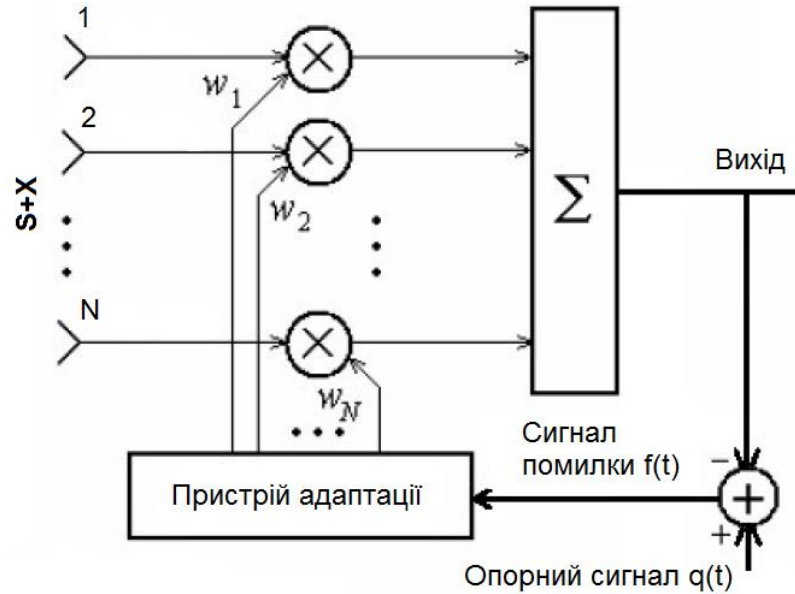 1
w1
2
Вихід
S+X
w2
Σ
N
wN
Сигнал
помилки f(t)
Пристрій адаптації
Опорний сигнал q(t)